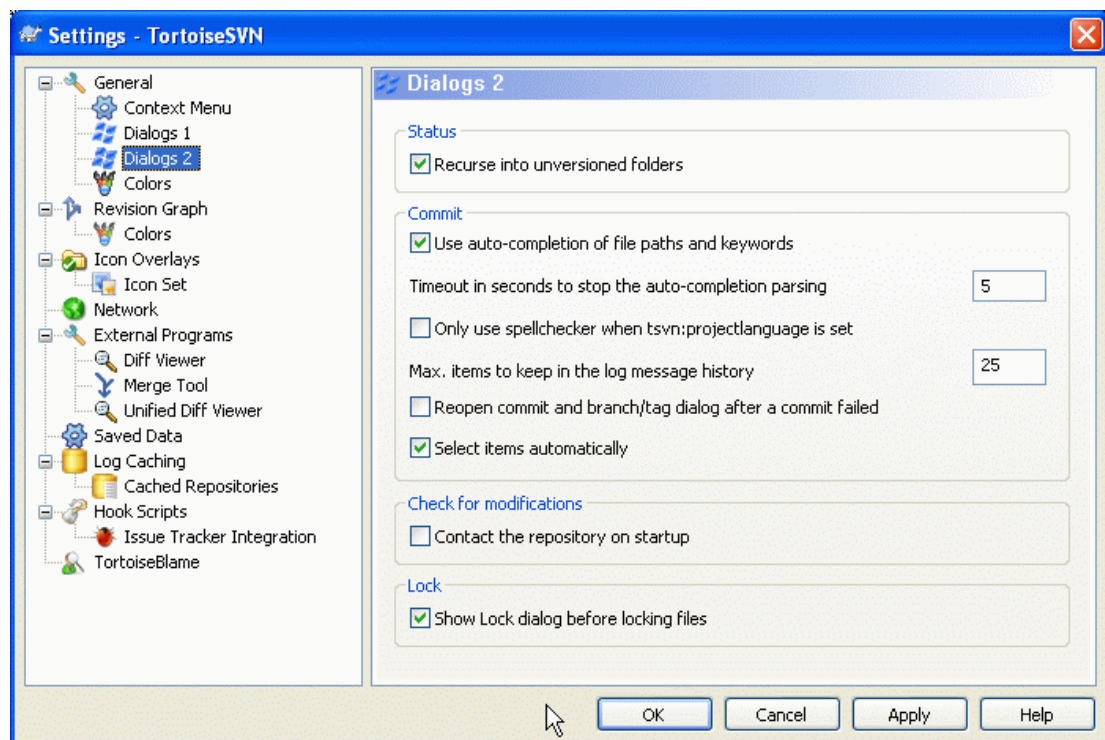 Settings - TortoiseSVN
General
Context Menu
Dialogs 1
Dialogs 2
Colors
Revision Graph
Colors
Icon Overlays
Icon Set
Network
External Programs
Diff Viewer
Merge Tool
Unified Diff Viewer
Saved Data
Log Caching
Cached Repositories
Hook Scripts
Issue Tracker Integration
TortoiseBlame
Dialogs 2
Status
Recurse into unversioned folders
Commit
Use auto-completion of file paths and keywords
Timeout in seconds to stop the auto-completion parsing 5
Only use spellchecker when tsvn:projectlanguage is set
Max. items to keep in the log message history 25
Reopen commit and branch/tag dialog after a commit failed
Select items automatically
Check for modifications
Contact the repository on startup
Lock
Show Lock dialog before locking files
OK Cancel Apply Help